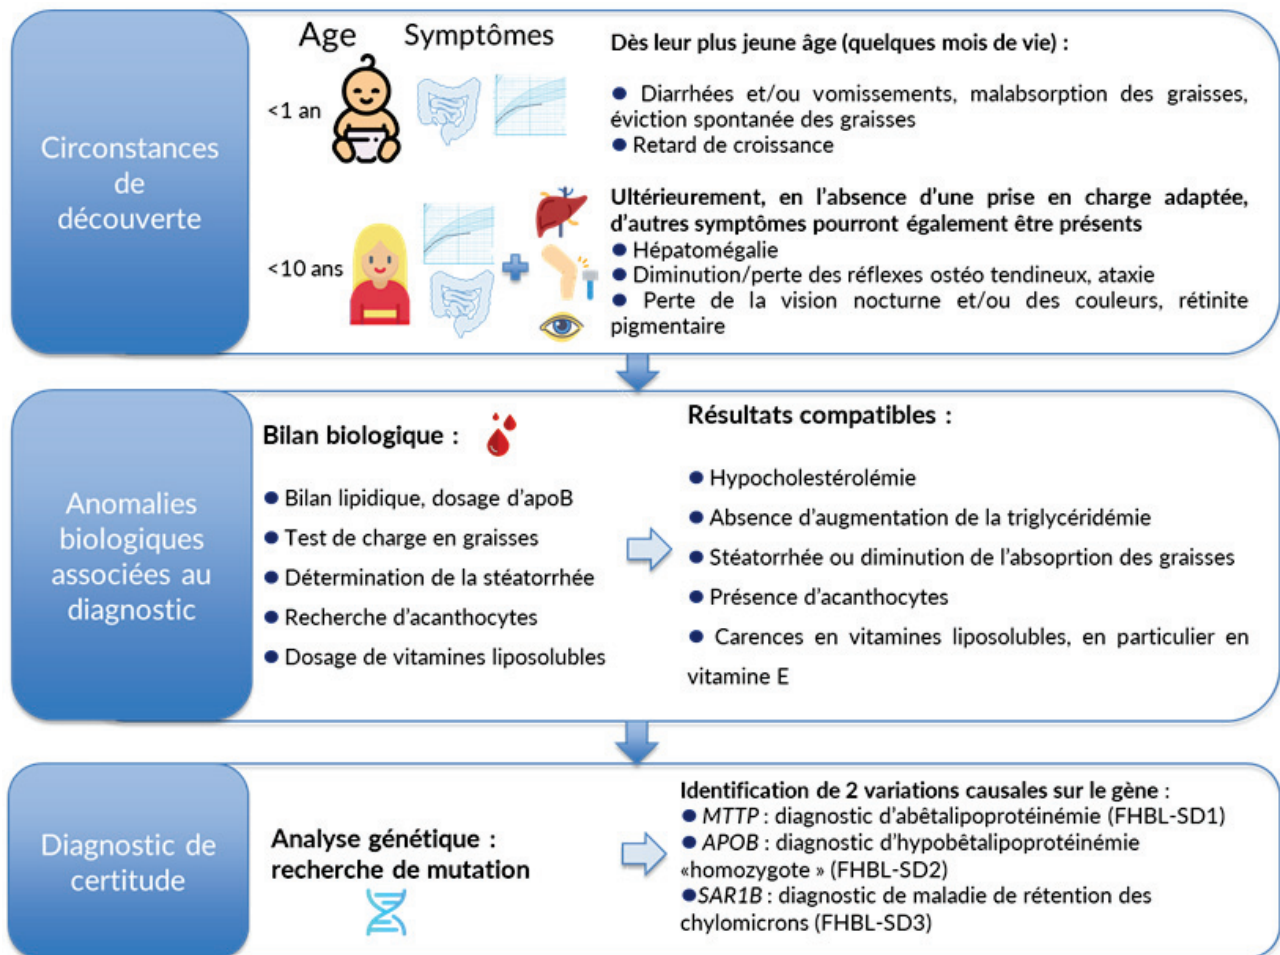 Circonstances
de
découverte
Age
Symptômes
<1 an
<10 ans
Dès leur plus jeune âge (quelques mois de vie) :
● Diarrhées et/ou vomissements, malabsorption des graisses,
éviction spontanée des graisses
● Retard de croissance
Ultérieurement, en l'absence d'une prise en charge adaptée,
d'autres symptômes pourront également être présents
● Hépatomégalie
● Diminution/perte des réflexes ostéo tendineux, ataxie
● Perte de la vision nocturne et/ou des couleurs, rétinite
pigmentaire
Anomalies
biologiques
associées au
diagnostic
Bilan biologique :
● Bilan lipidique, dosage d'apoB
● Test de charge en graisses
● Détermination de la stéatorrhée
● Recherche d'acanthocytes
● Dosage de vitamines liposolubles
Résultats compatibles :
● Hypocholestérolémie
● Absence d'augmentation de la triglycéridémie
● Stéatorrhée ou diminution de l'absoprtion des graisses
● Présence d'acanthocytes
● Carences en vitamines liposolubles, en particulier en
vitamine E
Diagnostic de
certitude
Analyse génétique :
recherche de mutation
Identification de 2 variations causales sur le gène :
● MTTP : diagnostic d'abêtalipoprotéinémie (FHBL-SD1)
● APOB : diagnostic d'hypobêtalipoprotéinémie
«homozygote » (FHBL-SD2)
●SAR1B : diagnostic de maladie de rétention des
chylomicrons (FHBL-SD3)